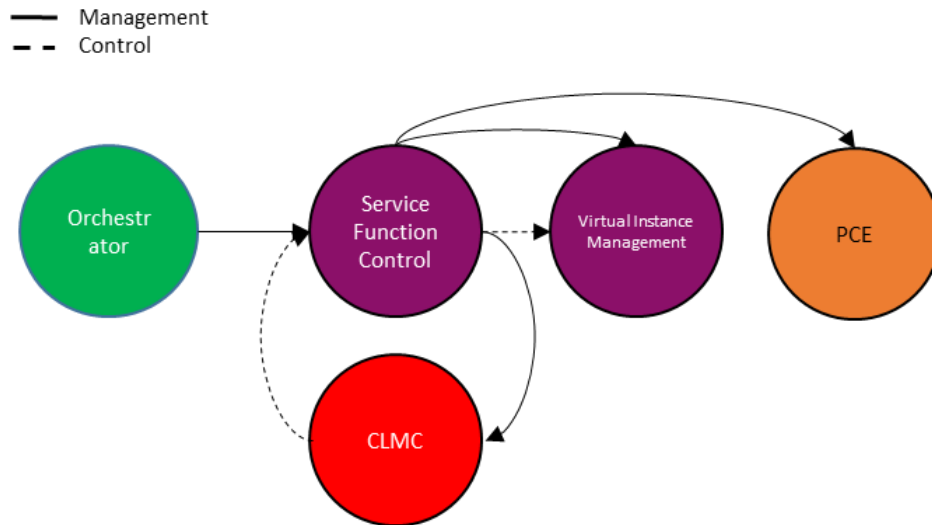 Management
Control
Orchestr
ator
Service
Function
Control
Virtual Instance
Management
PCE
CLMC